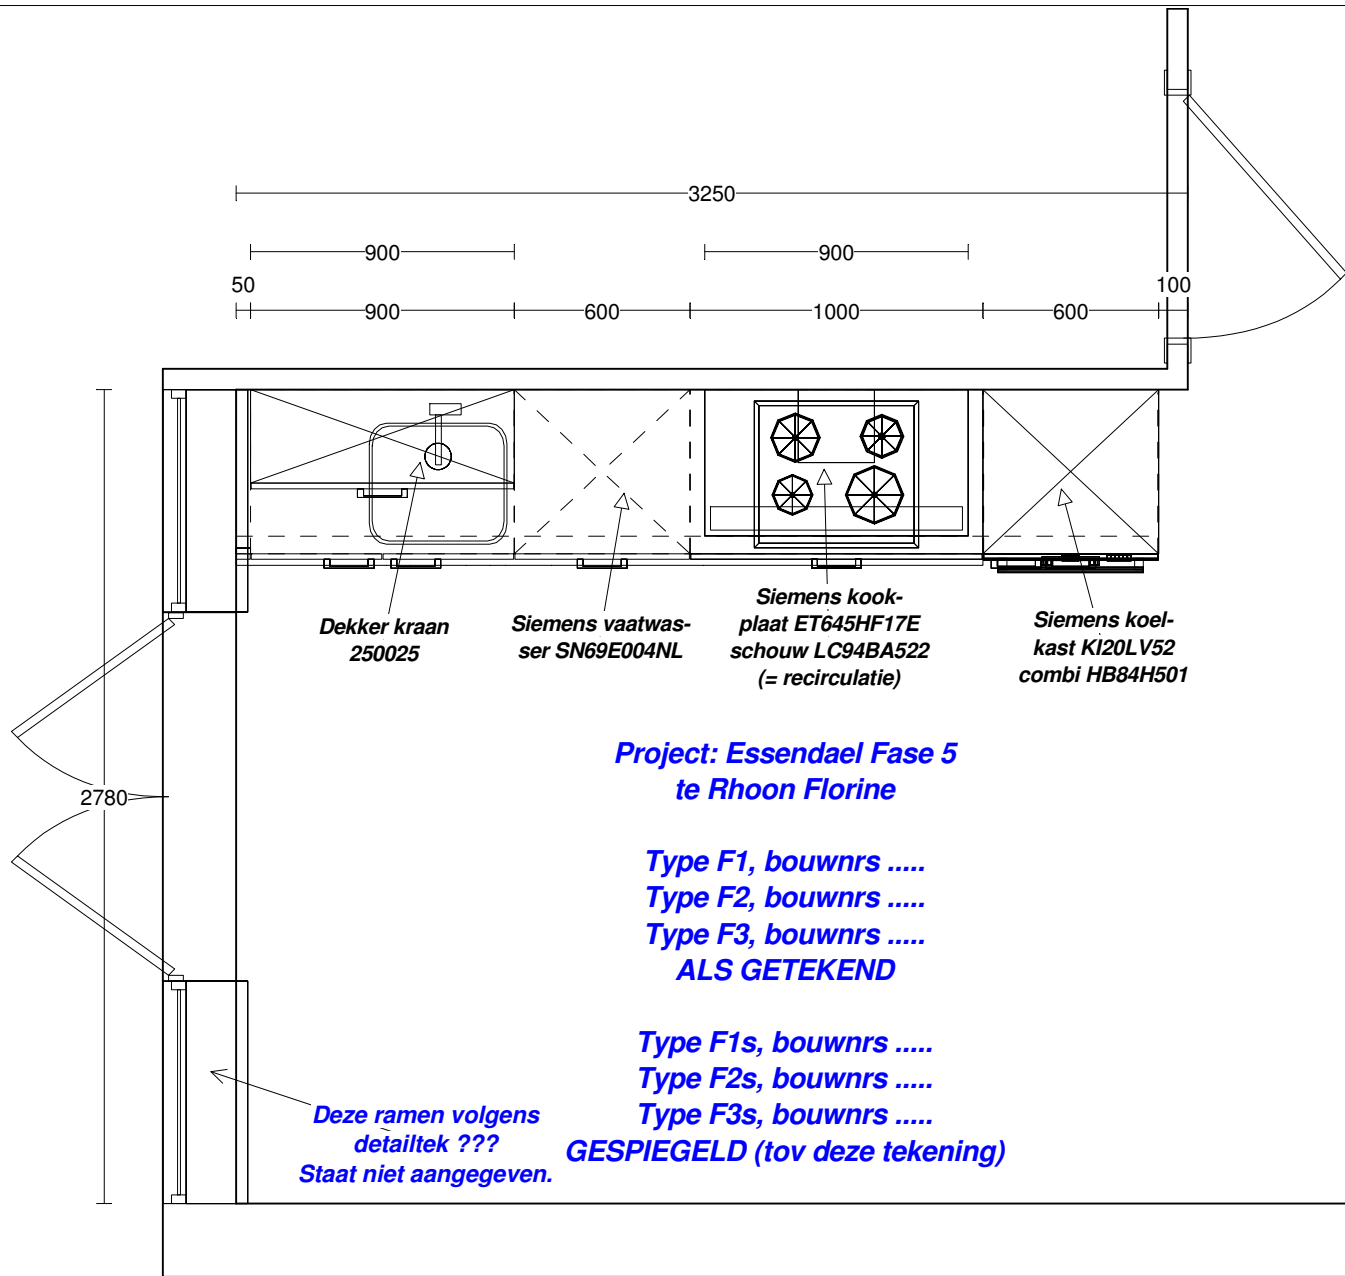 3250
900
900
50
100
900
600
1000
600
Dekker kraan
250025
Siemens vaatwas-
ser SN69E004NL
Siemens kook-
plaat ET645HF17E
schouw LC94BA522
(= recirculatie)
Siemens koel-
kast KI20LV52
combi HB84H501
Project: Essendael Fase 5
te Rhoon Florine
2780
Type F1, bouwnrs .....
Type F2, bouwnrs .....
Type F3, bouwnrs .....
ALS GETEKEND
Type F1s, bouwnrs .....
Type F2s, bouwnrs .....
Type F3s, bouwnrs .....
GESPIEGELD (tov deze tekening)
Deze ramen volgens
detailtek ???
Staat niet aangegeven.